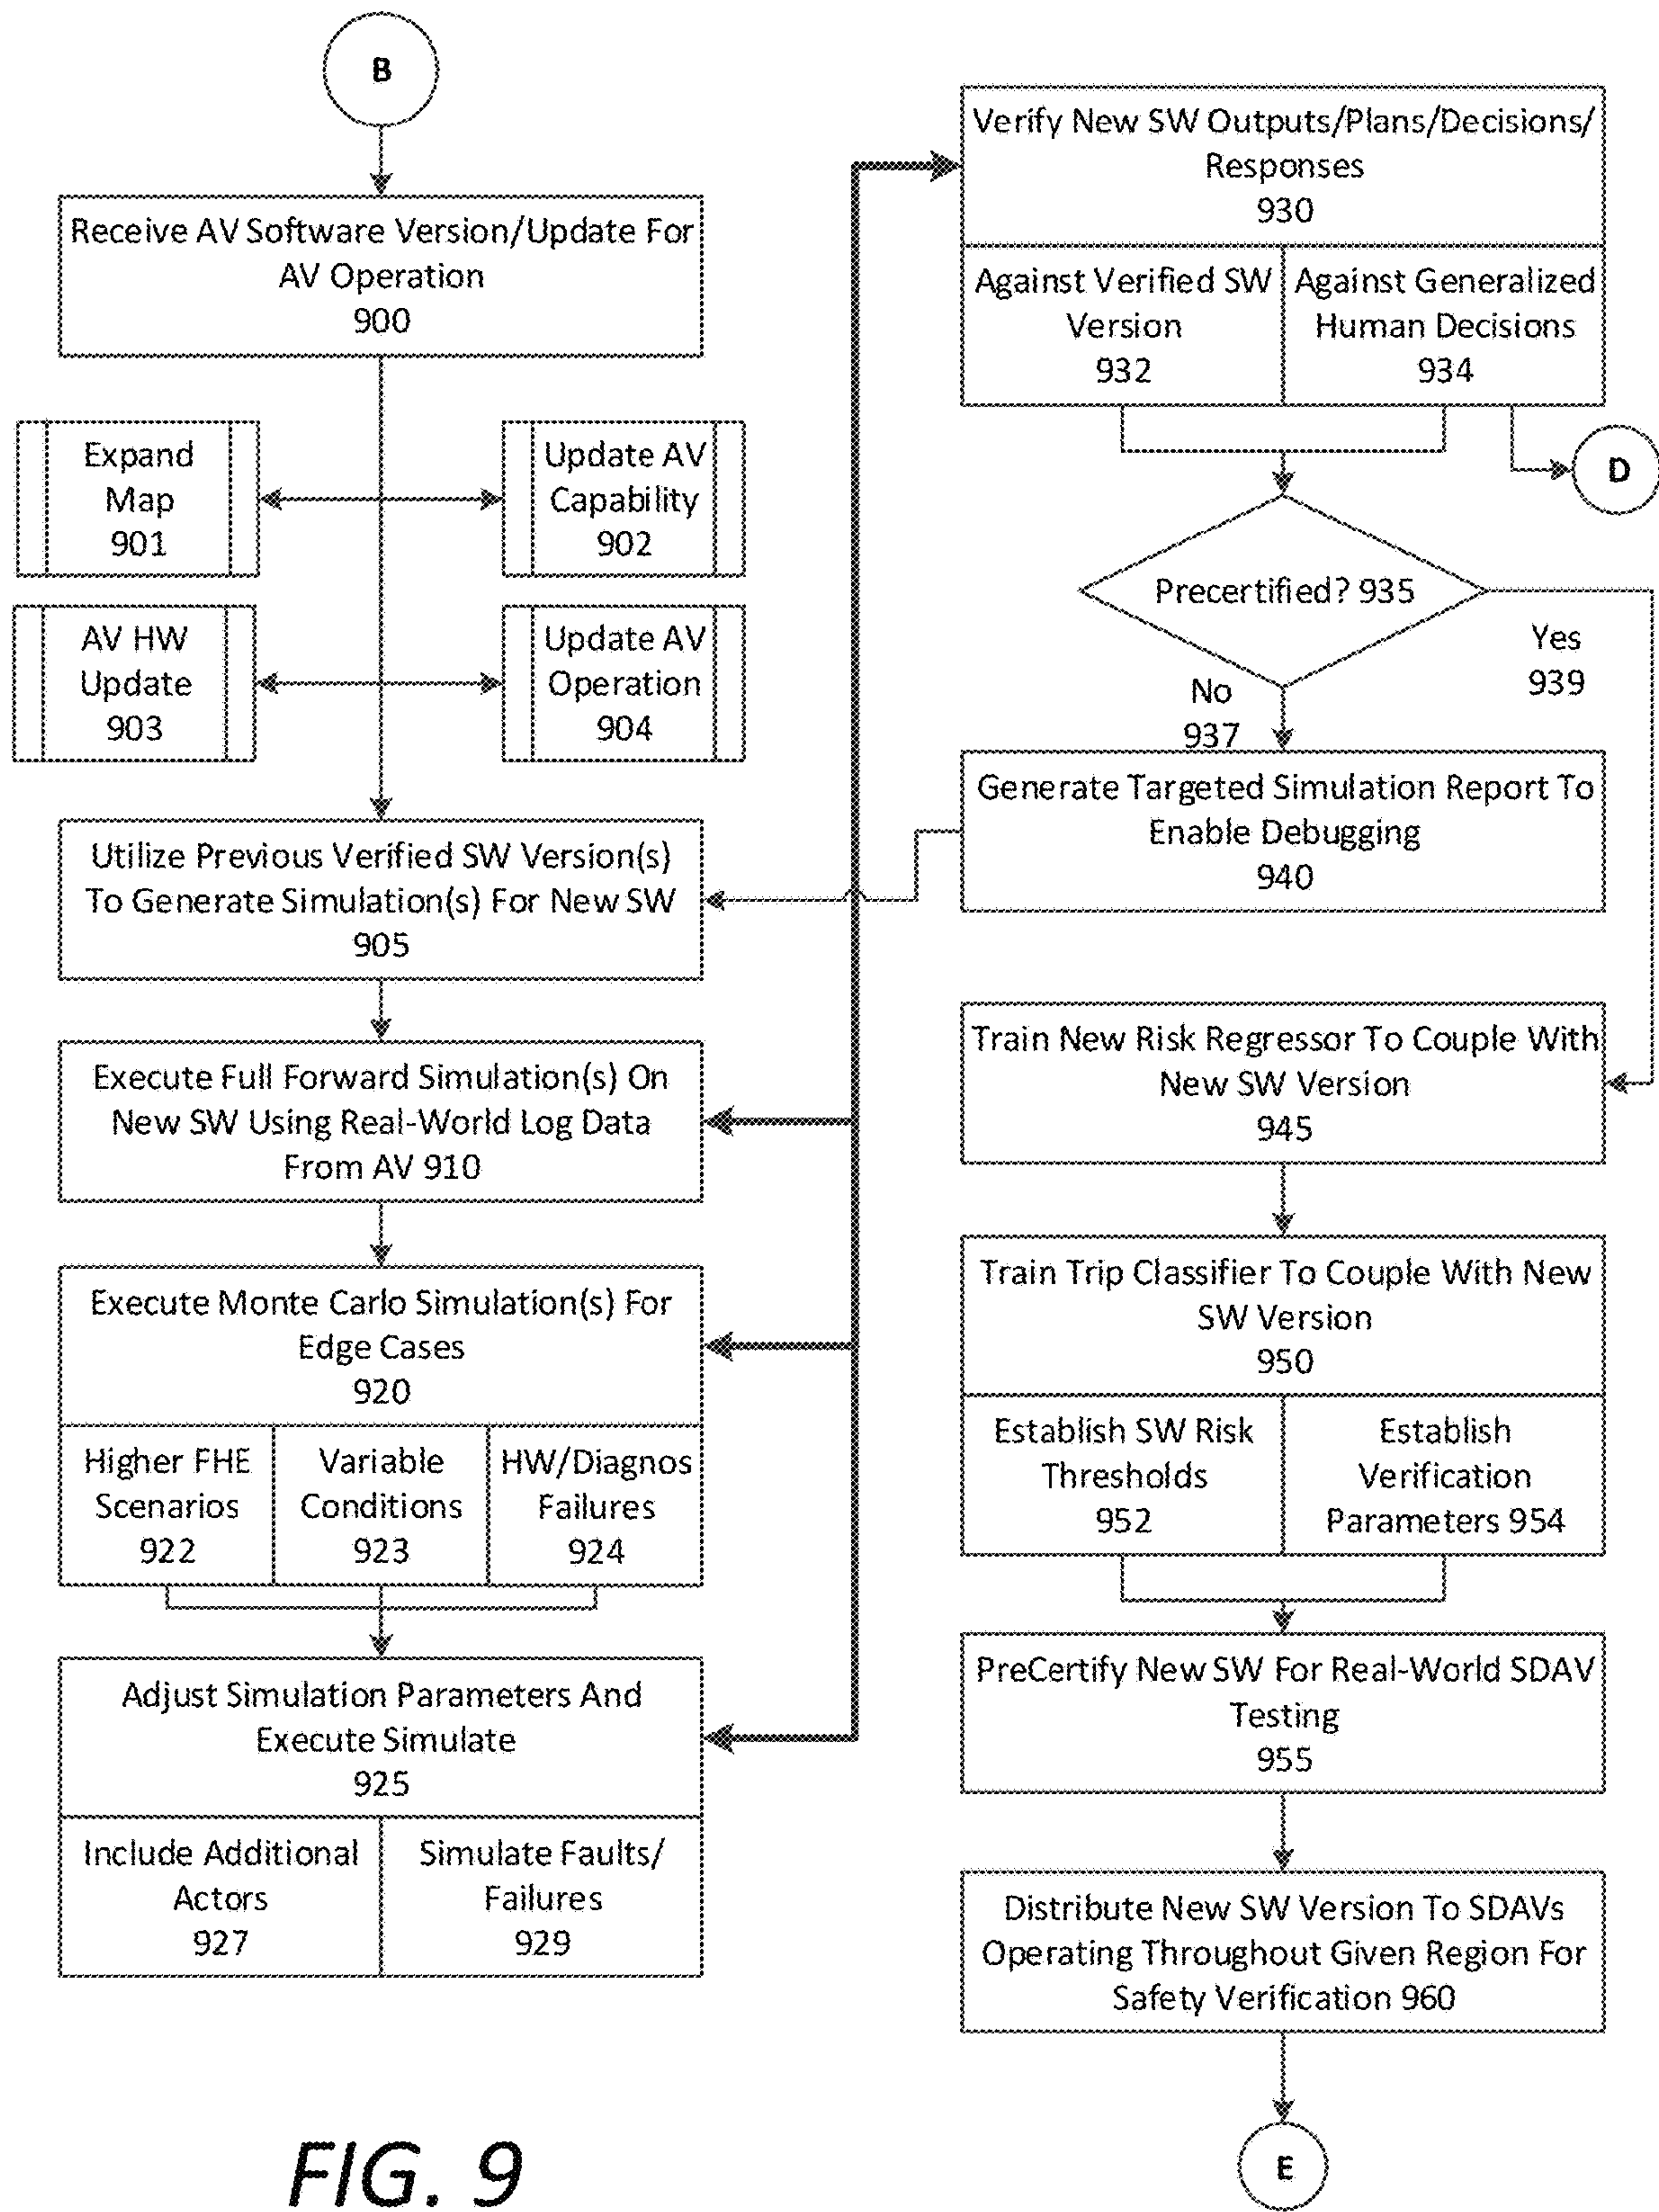 B
Receive AV Software Version/Update For
AV Operation
900
Expand
Map
901
Update AV
Capability
902
AV HW
Update
903
Update AV
Operation
904
Utilize Previous Verified SW Version(s)
To Generate Simulation(s) For New SW
905
Execute Full Forward Simulation(s) On
New SW Using Real-World Log Data
From AV 910
Execute Monte Carlo Simulation(s) For
Edge Cases
920
Higher FHE
Scenarios
922
Variable
Conditions
923
HW/Diagnos
Failures
924
Adjust Simulation Parameters And
Execute Simulate
925
Include Additional
Actors
927
Simulate Faults/
Failures
929
Verify New SW Outputs/Plans/Decisions/
Responses
930
Against Verified SW
Version
932
Against Generalized
Human Decisions
934
D
Precertified? 935
Yes
939
No
937
Generate Targeted Simulation Report To
Enable Debugging
940
Train New Risk Regressor To Couple With
New SW Version
945
Train Trip Classifier To Couple With New
SW Version
950
Establish SW Risk
Thresholds
952
Establish
Verification
Parameters 954
PreCertify New SW For Real-World SDAV
Testing
955
Distribute New SW Version To SDAVs
Operating Throughout Given Region For
Safety Verification 960
E
FIG. 9